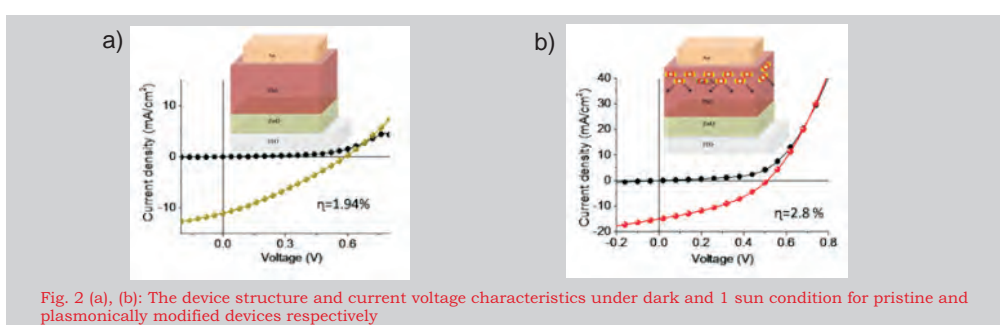 a)
b)
Au
Au
10
0
-10
Current density (mA/cm²)
0.0
0.3
0.6
Voltage (V)
η=1.94%
40
30
20
10
0
-10
-20
Current density (mA/cm²)
-0.2
0.0
0.2
0.4
0.6
0.8
Voltage (V)
η=2.8 %
Fig. 2 (a), (b): The device structure and current voltage characteristics under dark and 1 sun condition for pristine and
plasmonically modified devices respectively